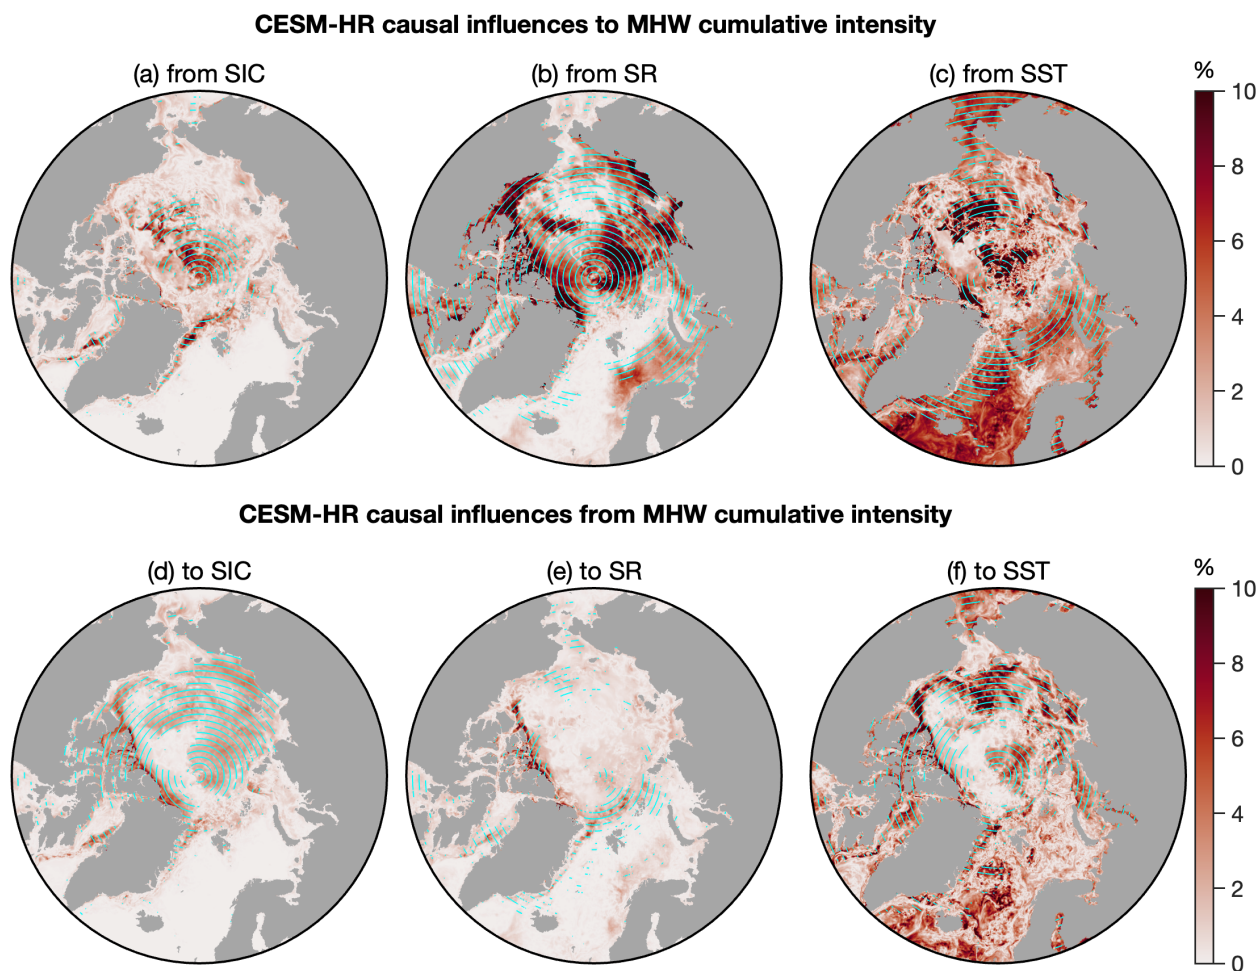 CESM-HR causal influences to MHW cumulative intensity
(a) from SIC
(b) from SR
(c) from SST
%
10
8
6
4
2
0
CESM-HR causal influences from MHW cumulative intensity
(d) to SIC
(e) to SR
(f) to SST
%
10
8
6
4
2
0